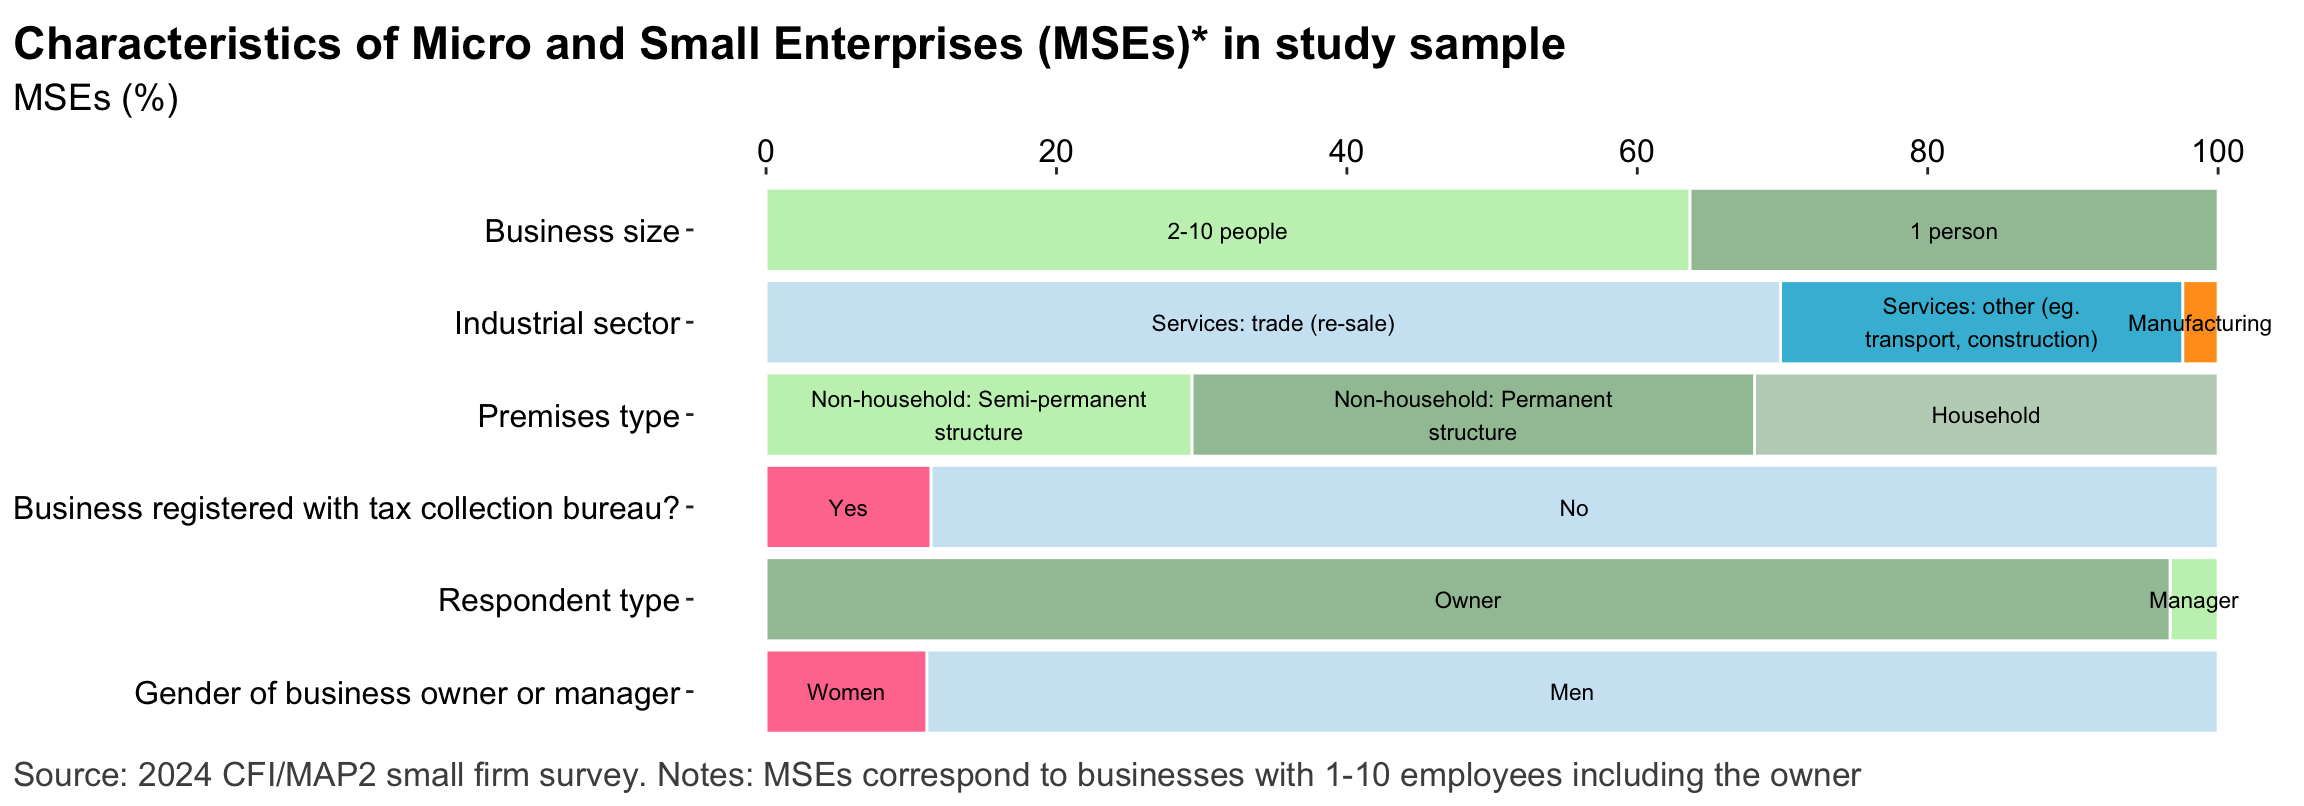 Characteristics of Micro and Small Enterprises (MSEs)* in study sample
MSEs (%)
0 20 40 60 80 100
Business size 2-10 people 1 person
Industrial sector Services: trade (re-sale) Services: other (eg. transport, construction) Manufacturing
Premises type Non-household: Semi-permanent structure Non-household: Permanent structure Household
Business registered with tax collection bureau? Yes No
Respondent type Owner Manager
Gender of business owner or manager Women Men
Source: 2024 CFI/MAP2 small firm survey. Notes: MSEs correspond to businesses with 1-10 employees including the owner